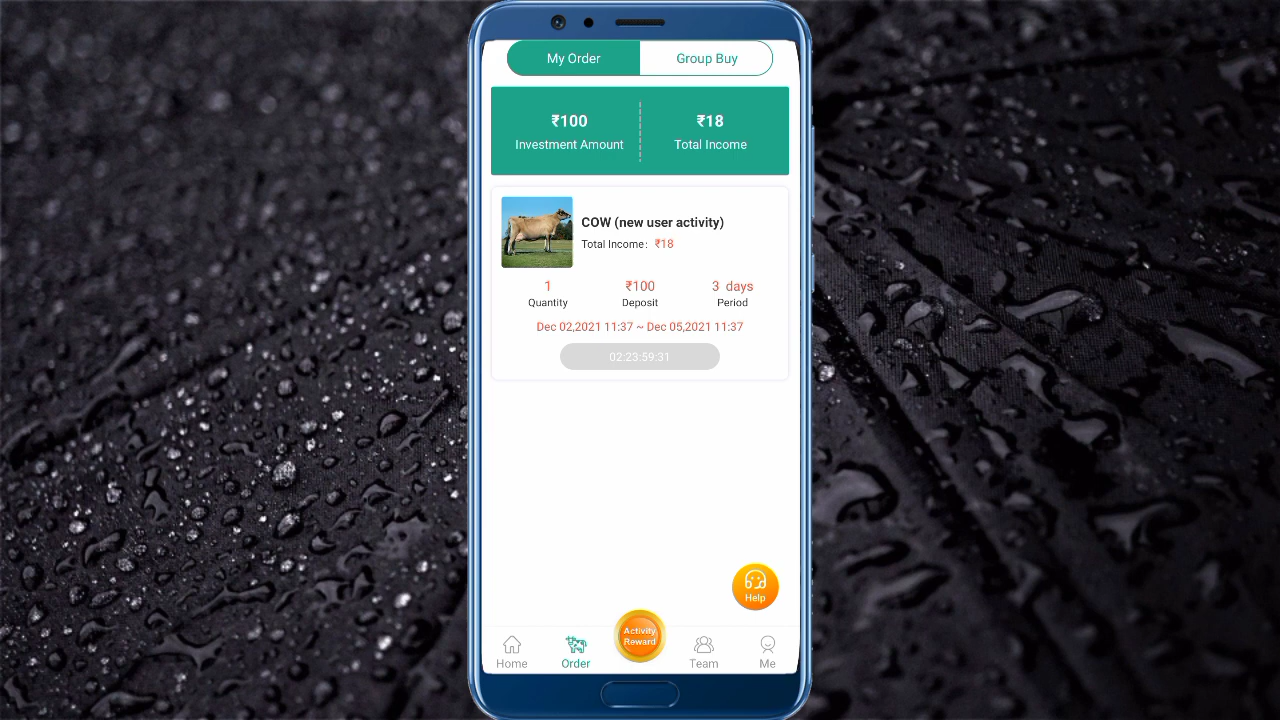 My Order
Group Buy
₹100
₹18
Investment Amount
Total Income
COW (new user activity)
Total Income: ₹18
1
₹100
3 days
Quantity
Deposit
Period
Dec 02,2021 11:37 ~ Dec 05,2021 11:37
02:23:59:31
Help
Activity
Reward
Home
Order
Team
Me